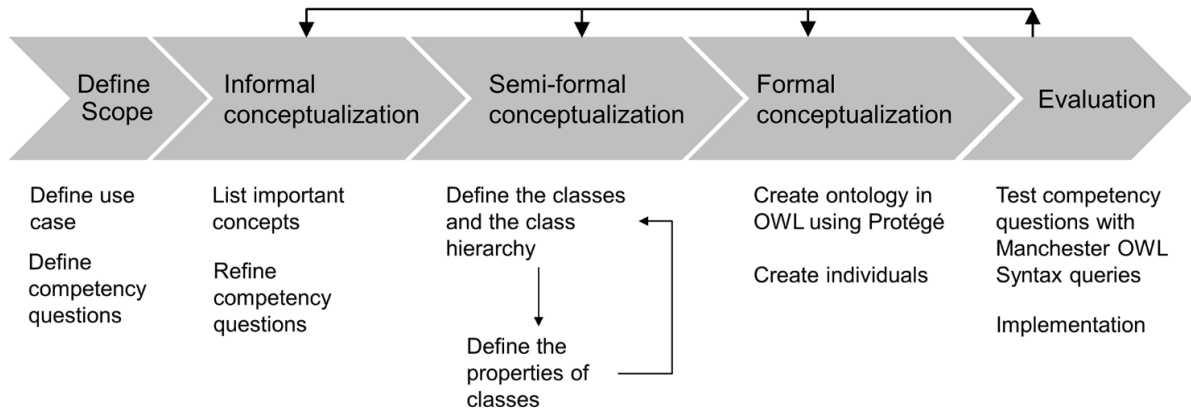 Define
Scope
Informal
conceptualization
Semi-formal
conceptualization
Formal
conceptualization
Evaluation
Define use
case
Define
competency
questions
List important
concepts
Refine
competency
questions
Define the classes
and the class
hierarchy
Define the
properties of
classes
Create ontology in
OWL using Protégé
Create individuals
Test competency
questions with
Manchester OWL
Syntax queries
Implementation